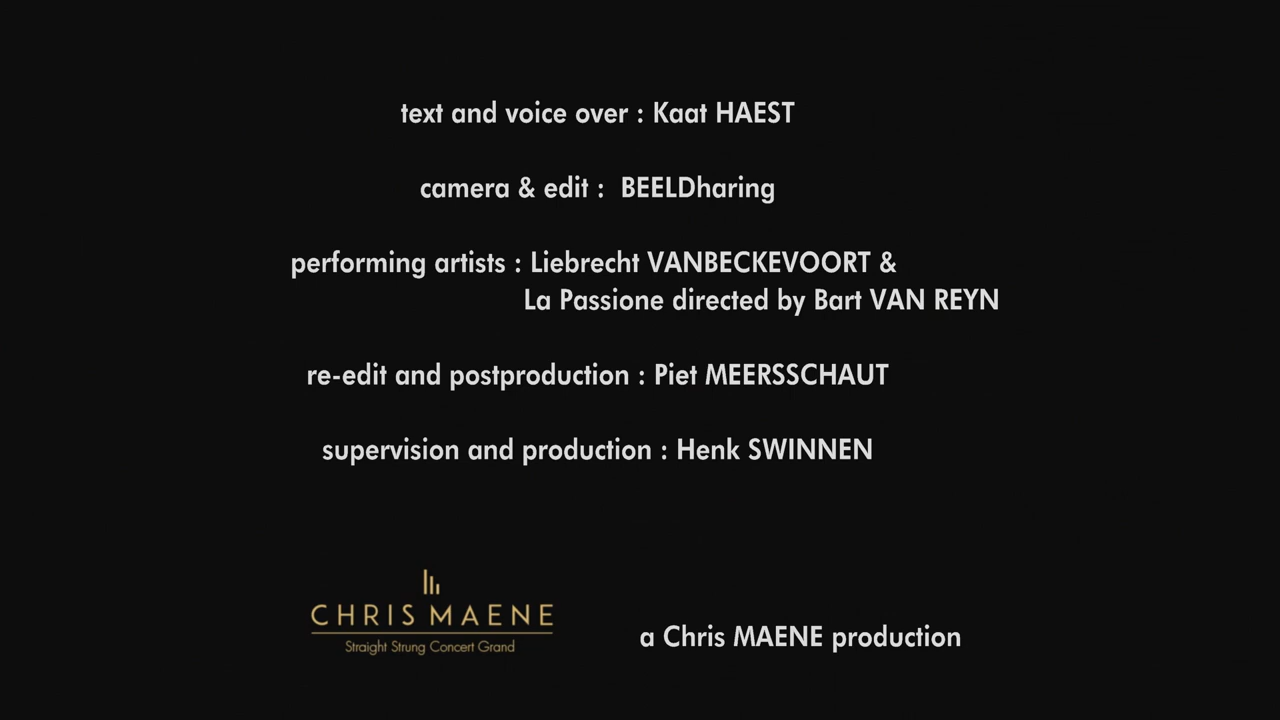 text and voice over : Kaat HAEST
camera & edit :  BEELDharing
performing artists : Liebrecht VANBECKEVOORT &
La Passione directed by Bart VAN REYN
re-edit and postproduction : Piet MEERSSCHAUT
supervision and production : Henk SWINNEN
CHRIS MAENE
Straight Strung Concert Grand
a Chris MAENE production